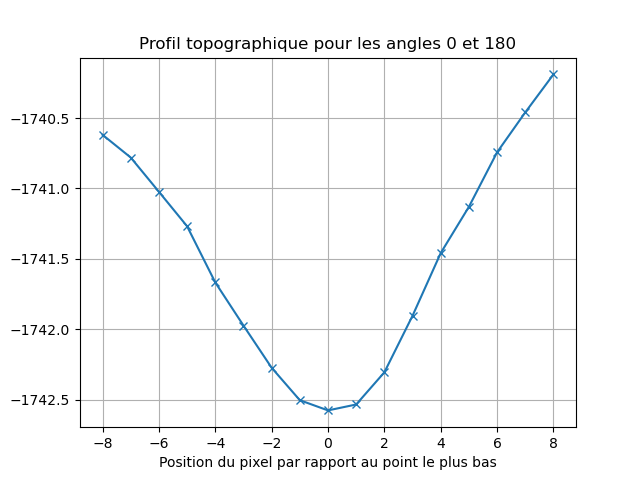 Profil topographique pour les angles 0 et 180
−1740.5
−1741.0
−1741.5
−1742.0
−1742.5
−8 −6 −4 −2 0 2 4 6 8
Position du pixel par rapport au point le plus bas